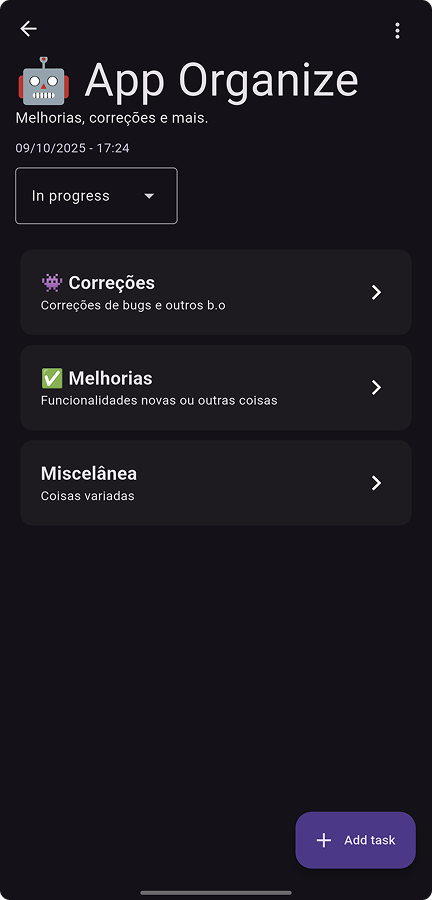 🤖 App Organize
Melhorias, correções e mais.
09/10/2025 - 17:24
In progress
👾 Correções
Correções de bugs e outros b.o
✅ Melhorias
Funcionalidades novas ou outras coisas
Miscelânea
Coisas variadas
Add task